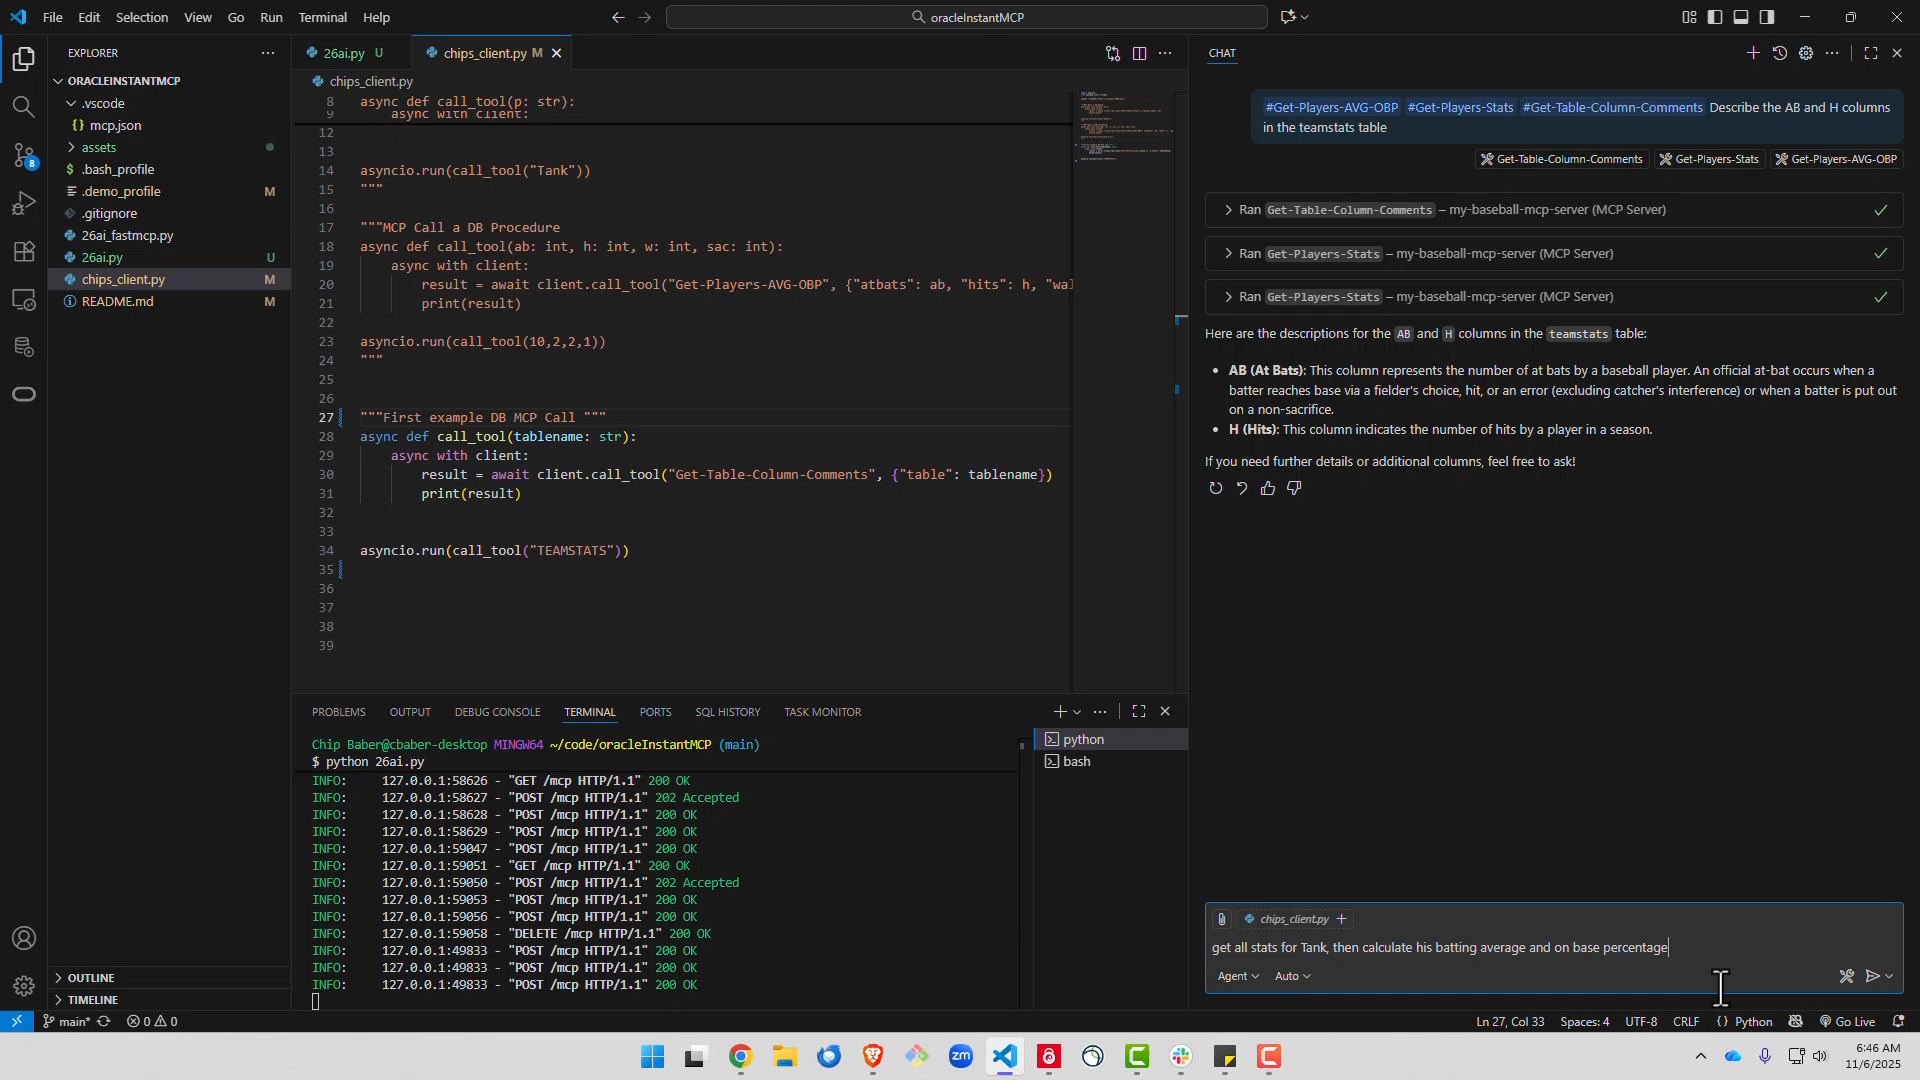 File Edit Selection View Go Run Terminal Help
oracleInstantMCP
EXPLORER
ORACLEINSTANTMCP
.vscode
mcp.json
assets
.bash_profile
.demo_profile M
.gitignore
26ai_fastmcp.py
26ai.py U
chips_client.py M
README.md M
OUTLINE
TIMELINE
26ai.py U
chips_client.py M
chips_client.py
8 async def call_tool(p: str):
9 async with client:
12
13
14 asyncio.run(call_tool("Tank"))
15 """
16
17 """MCP Call a DB Procedure
18 async def call_tool(ab: int, h: int, w: int, sac: int):
19 async with client:
20 result = await client.call_tool("Get-Players-AVG-OBP", {"atbats": ab, "hits": h, "wal
21 print(result)
22
23 asyncio.run(call_tool(10,2,2,1))
24 """
25
26
27 """First example DB MCP Call """
28 async def call_tool(tablename: str):
29 async with client:
30 result = await client.call_tool("Get-Table-Column-Comments", {"table": tablename})
31 print(result)
32
33
34 asyncio.run(call_tool("TEAMSTATS"))
35
36
37
38
39
PROBLEMS OUTPUT DEBUG CONSOLE TERMINAL PORTS SQL HISTORY TASK MONITOR
Chip Baber@cbaber-desktop MINGW64 ~/code/oracleInstantMCP (main)
$ python 26ai.py
INFO: 127.0.0.1:58626 - "GET /mcp HTTP/1.1" 200 OK
INFO: 127.0.0.1:58627 - "POST /mcp HTTP/1.1" 202 Accepted
INFO: 127.0.0.1:58628 - "POST /mcp HTTP/1.1" 200 OK
INFO: 127.0.0.1:58629 - "POST /mcp HTTP/1.1" 200 OK
INFO: 127.0.0.1:59047 - "POST /mcp HTTP/1.1" 200 OK
INFO: 127.0.0.1:59051 - "GET /mcp HTTP/1.1" 200 OK
INFO: 127.0.0.1:59050 - "POST /mcp HTTP/1.1" 202 Accepted
INFO: 127.0.0.1:59053 - "POST /mcp HTTP/1.1" 200 OK
INFO: 127.0.0.1:59056 - "POST /mcp HTTP/1.1" 200 OK
INFO: 127.0.0.1:59058 - "DELETE /mcp HTTP/1.1" 200 OK
INFO: 127.0.0.1:49833 - "POST /mcp HTTP/1.1" 200 OK
INFO: 127.0.0.1:49833 - "POST /mcp HTTP/1.1" 200 OK
INFO: 127.0.0.1:49833 - "POST /mcp HTTP/1.1" 200 OK
python
bash
CHAT
#Get-Players-AVG-OBP #Get-Players-Stats #Get-Table-Column-Comments Describe the AB and H columns
in the teamstats table
Get-Table-Column-Comments Get-Players-Stats Get-Players-AVG-OBP
Ran Get-Table-Column-Comments – my-baseball-mcp-server (MCP Server)
Ran Get-Players-Stats – my-baseball-mcp-server (MCP Server)
Ran Get-Players-Stats – my-baseball-mcp-server (MCP Server)
Here are the descriptions for the AB and H columns in the teamstats table:
• AB (At Bats): This column represents the number of at bats by a baseball player. An official at-bat occurs when a
batter reaches base via a fielder's choice, hit, or an error (excluding catcher's interference) or when a batter is put out
on a non-sacrifice.
• H (Hits): This column indicates the number of hits by a player in a season.
If you need further details or additional columns, feel free to ask!
chips_client.py +
get all stats for Tank, then calculate his batting average and on base percentage
Agent Auto
8
main* 0 0
Ln 27, Col 33 Spaces: 4 UTF-8 CRLF {} Python Go Live
zm
6:46 AM
11/6/2025